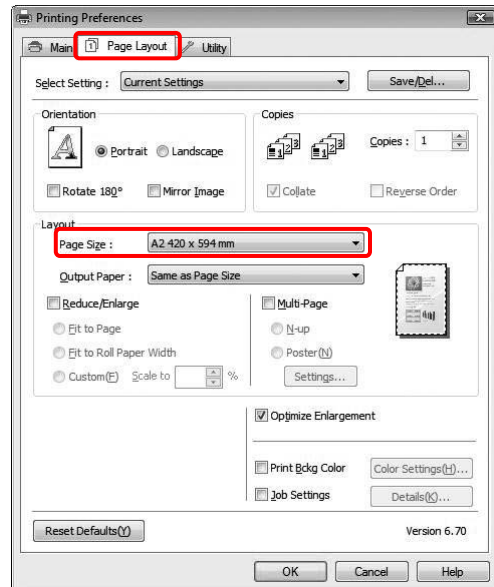 Printing Preferences
Main Page Layout Utility
Select Setting : Current Settings Save/Del...
Orientation
Portrait Landscape
Rotate 180° Mirror Image
Copies
Copies : 1
Collate Reverse Order
Layout
Page Size : A2 420 x 594 mm
Output Paper : Same as Page Size
Reduce/Enlarge
Fit to Page
Fit to Roll Paper Width
Custom(F) Scale to %
Multi-Page
N-up
Poster(N)
Settings...
Optimize Enlargement
Print Bckg Color Color Settings(H)...
Job Settings Details(K)...
Reset Defaults(Y) Version 6.70
OK Cancel Help